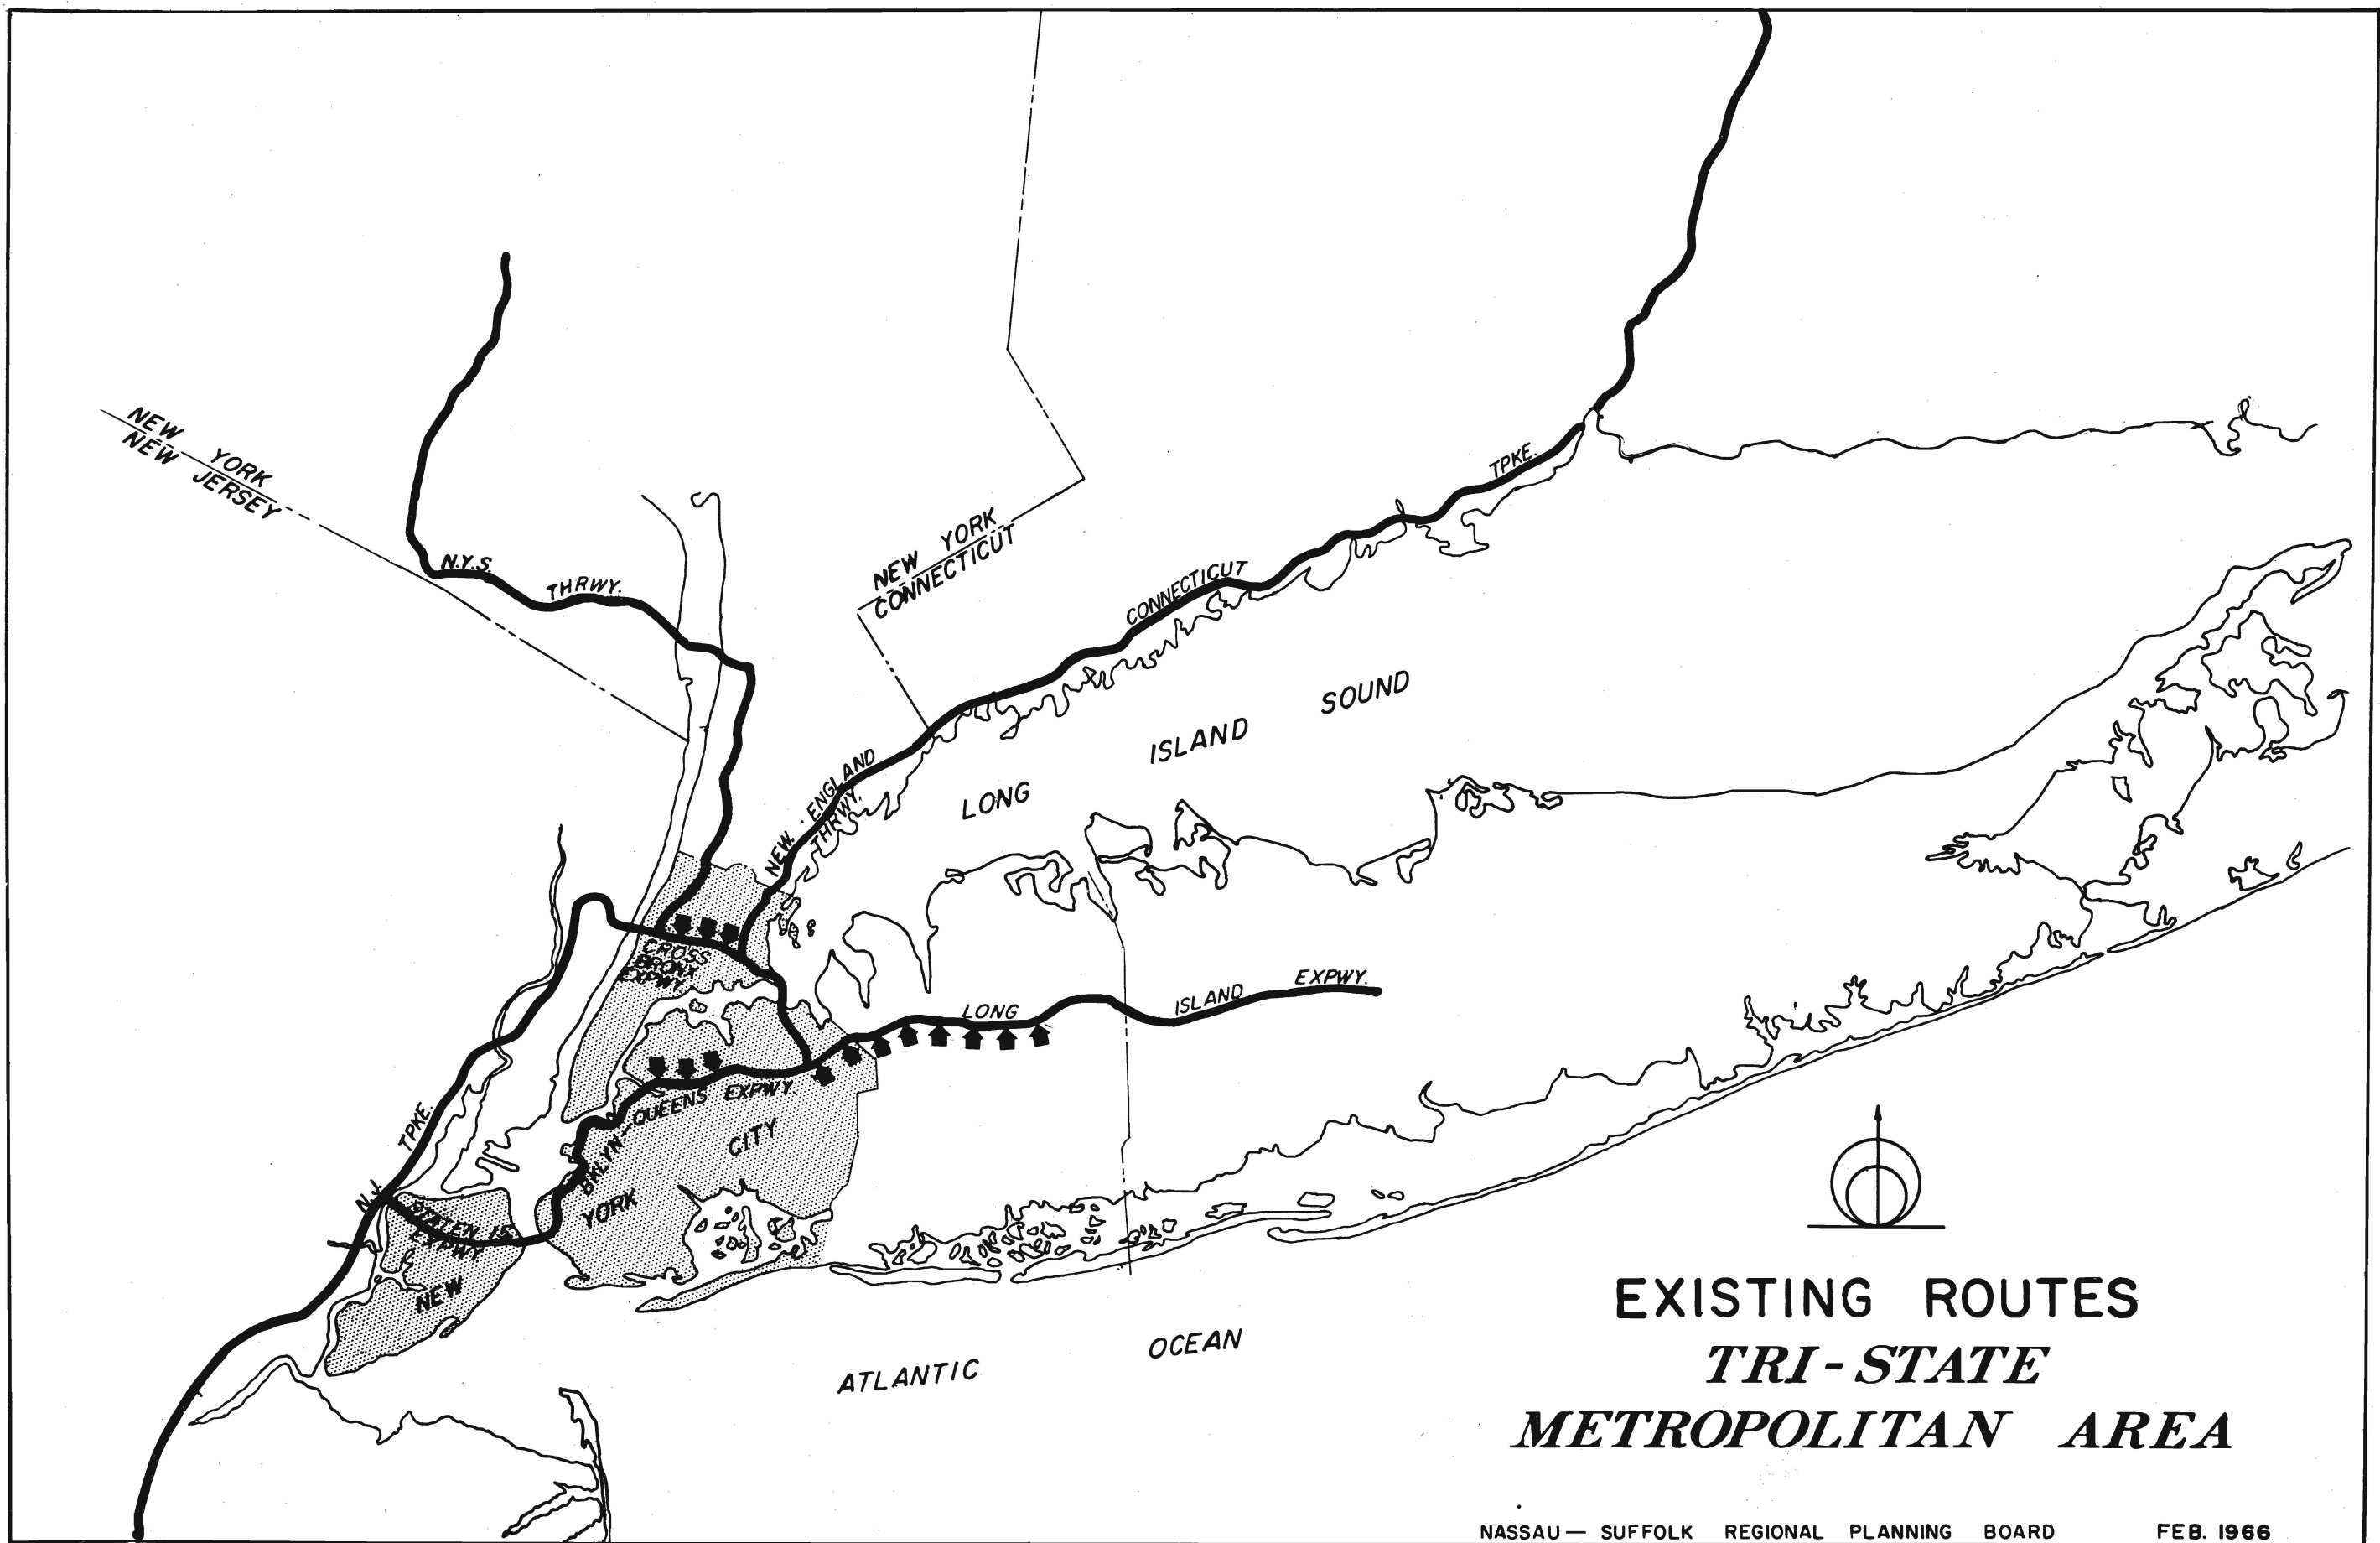 NEW YORK
NEW JERSEY
N.Y.S. THRWY.
NEW YORK
CONNECTICUT
CONNECTICUT TPKE.
NEW ENGLAND
THRWY.
LONG ISLAND SOUND
CROSS
BRONX
EXPWY
LONG ISLAND EXPWY.
BKLYN-QUEENS EXPWY.
N.J. TPKE.
STATEN IS.
EXPWY
NEW YORK CITY
ATLANTIC OCEAN
EXISTING ROUTES
TRI-STATE
METROPOLITAN AREA
NASSAU — SUFFOLK REGIONAL PLANNING BOARD FEB. 1966